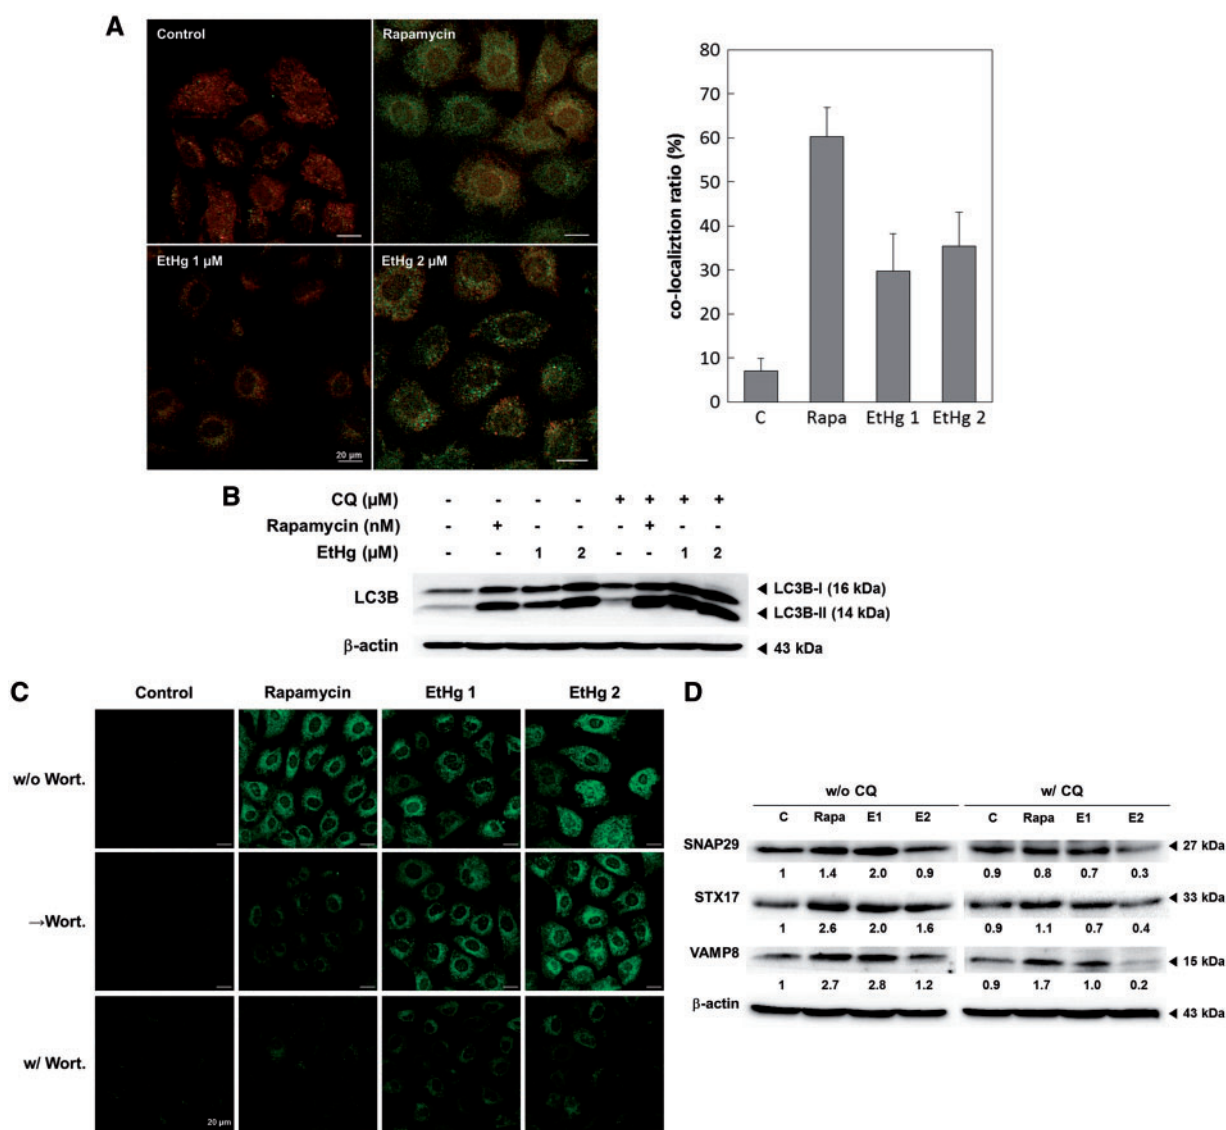 A
Control
Rapamycin
EtHg 1 μM
EtHg 2 μM
20 μm
co-localiztion ratio (%)
80
70
60
50
40
30
20
10
0
C Rapa EtHg 1 EtHg 2
B
CQ (μM) - - - - + + + +
Rapamycin (nM) - + - - - + - -
EtHg (μM) - - 1 2 - - 1 2
LC3B
◄ LC3B-I (16 kDa)
◄ LC3B-II (14 kDa)
β-actin
◄ 43 kDa
C
Control Rapamycin EtHg 1 EtHg 2
w/o Wort.
→Wort.
w/ Wort.
20 μm
D
w/o CQ w/ CQ
C Rapa E1 E2 C Rapa E1 E2
SNAP29 ◄ 27 kDa
1 1.4 2.0 0.9 0.9 0.8 0.7 0.3
STX17 ◄ 33 kDa
1 2.6 2.0 1.6 0.9 1.1 0.7 0.4
VAMP8 ◄ 15 kDa
1 2.7 2.8 1.2 0.9 1.7 1.0 0.2
β-actin ◄ 43 kDa